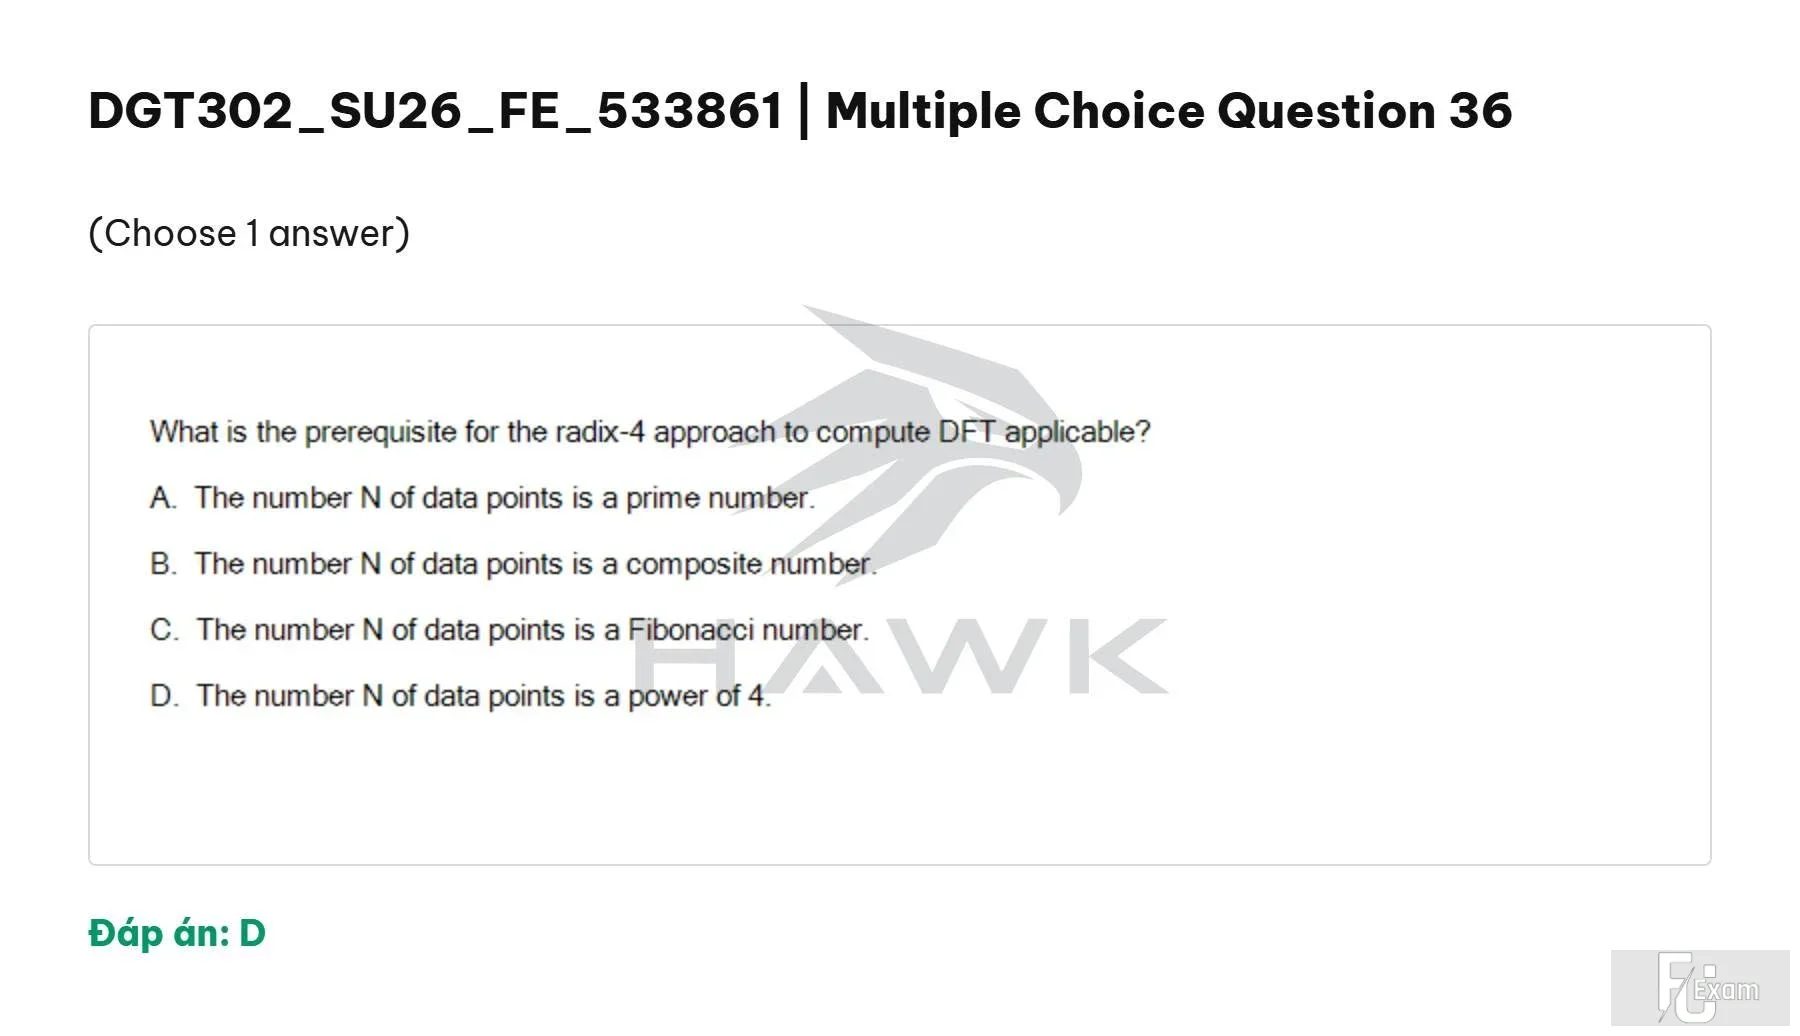 DGT302_SU26_FE_533861 | Multiple Choice Question 36
(Choose 1 answer)
What is the prerequisite for the radix-4 approach to compute DFT applicable?
A. The number N of data points is a prime number.
B. The number N of data points is a composite number.
C. The number N of data points is a Fibonacci number.
D. The number N of data points is a power of 4.
HAWK
Đáp án: D
FU Exam